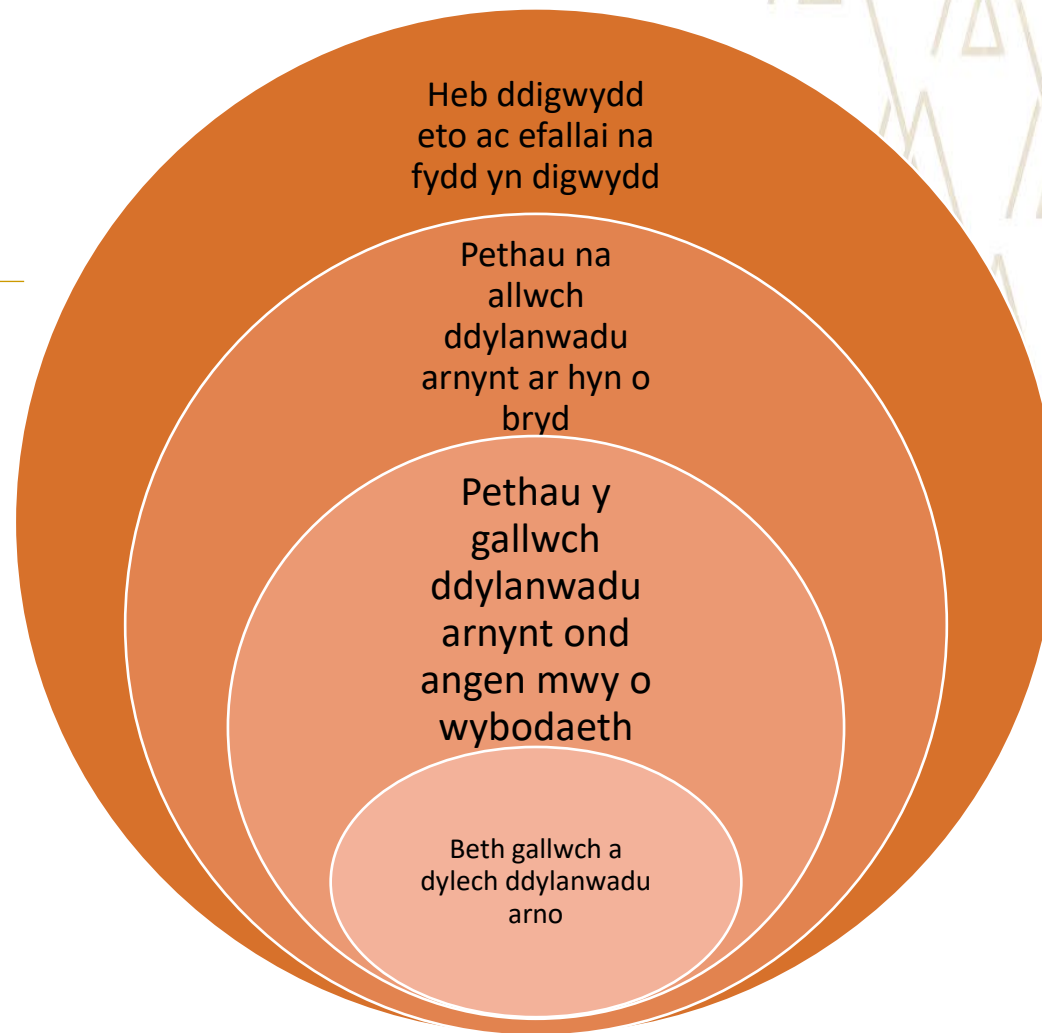 Heb ddigwydd
eto ac efallai na
fydd yn digwydd
Pethau na
allwch
ddylanwadu
arnynt ar hyn o
bryd
Pethau y
gallwch
ddylanwadu
arnynt ond
angen mwy o
wybodaeth
Beth gallwch a
dylech ddylanwadu
arno